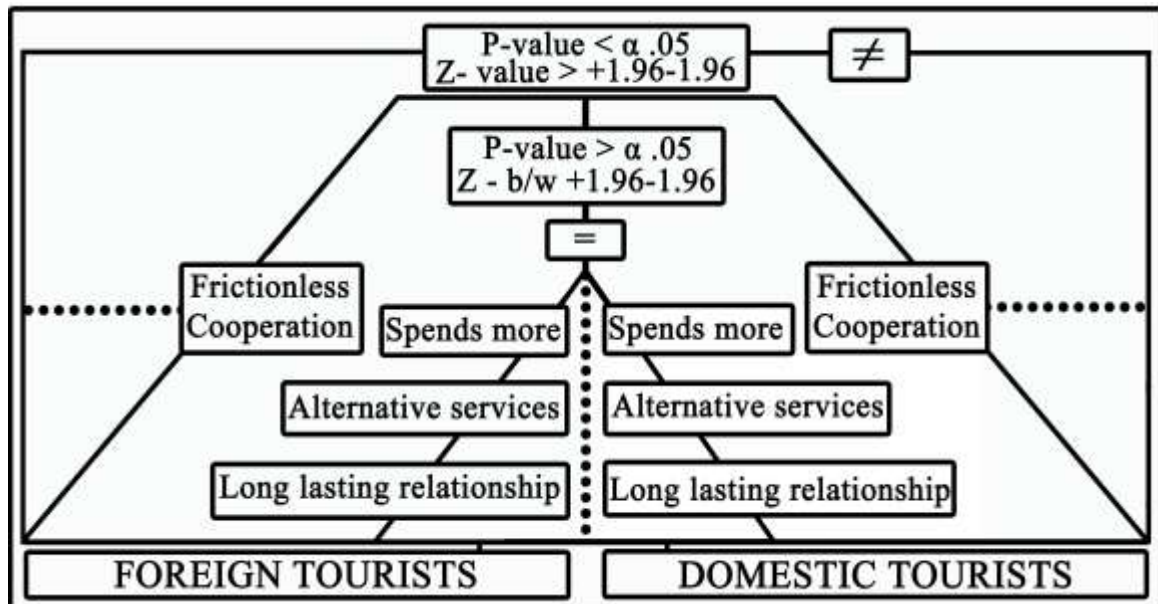 P-value < α .05
Z- value > +1.96-1.96
≠
P-value > α .05
Z - b/w +1.96-1.96
=
Frictionless
Cooperation
Frictionless
Cooperation
Spends more
Spends more
Alternative services
Alternative services
Long lasting relationship
Long lasting relationship
FOREIGN TOURISTS
DOMESTIC TOURISTS